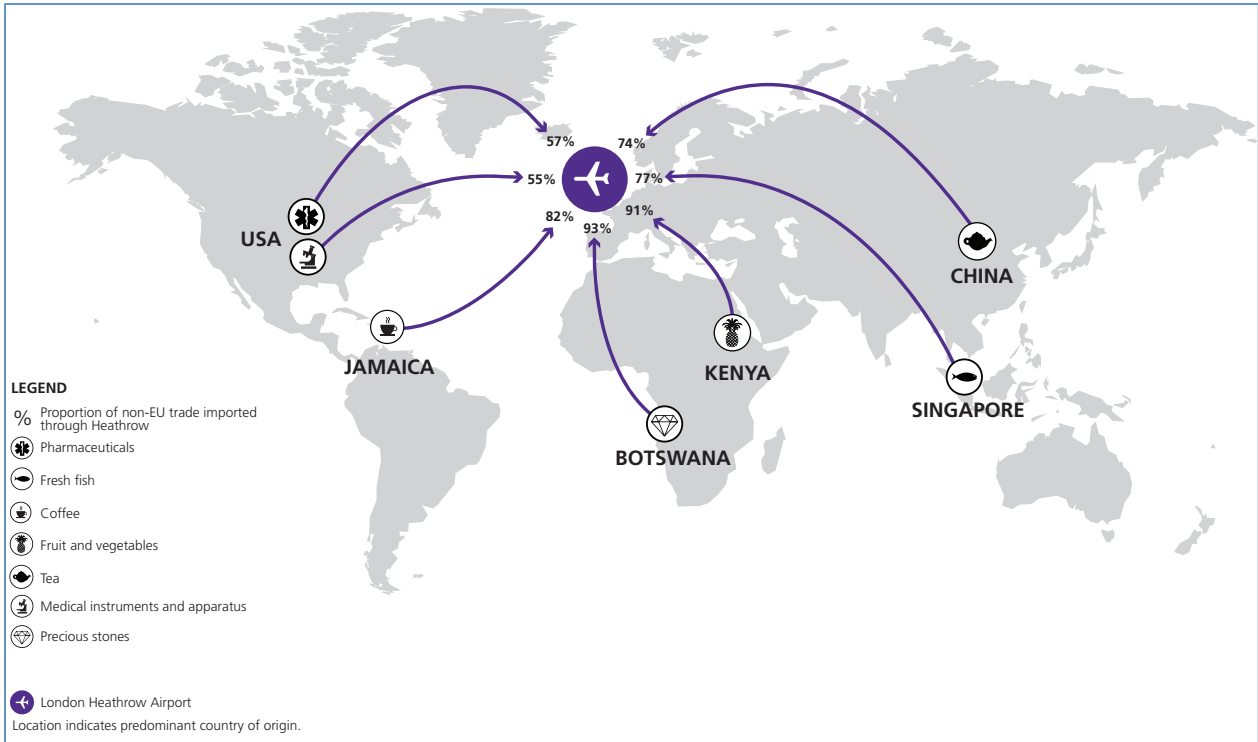 57%
74%
55%
77%
82%
91%
93%
USA
CHINA
JAMAICA
KENYA
SINGAPORE
BOTSWANA
LEGEND
% Proportion of non-EU trade imported
through Heathrow
Pharmaceuticals
Fresh fish
Coffee
Fruit and vegetables
Tea
Medical instruments and apparatus
Precious stones
London Heathrow Airport
Location indicates predominant country of origin.